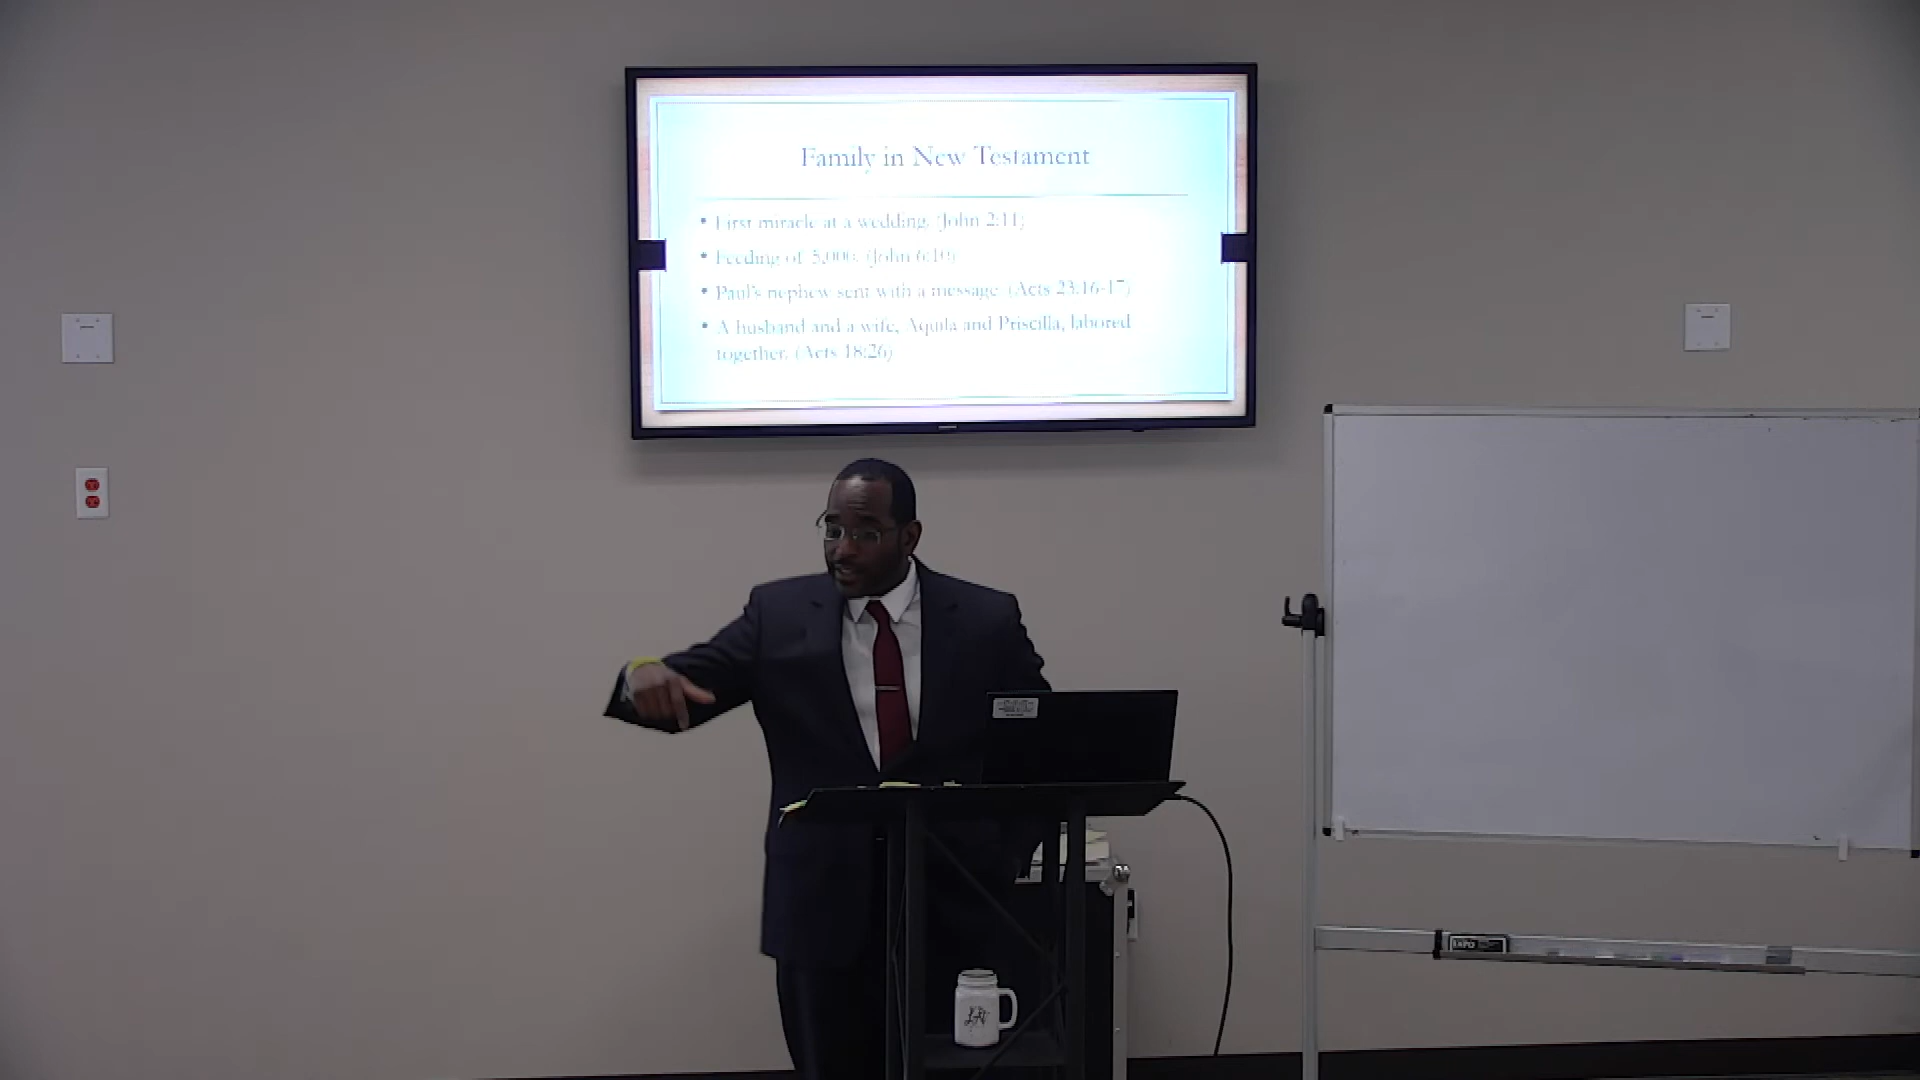 Family in New Testament
• First miracle at a wedding. (John 2:11)
• Feeding of 5,000. (John 6:10)
• Paul's nephew sent with a message. (Acts 23:16-17)
• A husband and a wife, Aquila and Priscilla, labored
together. (Acts 18:26)
EXPO